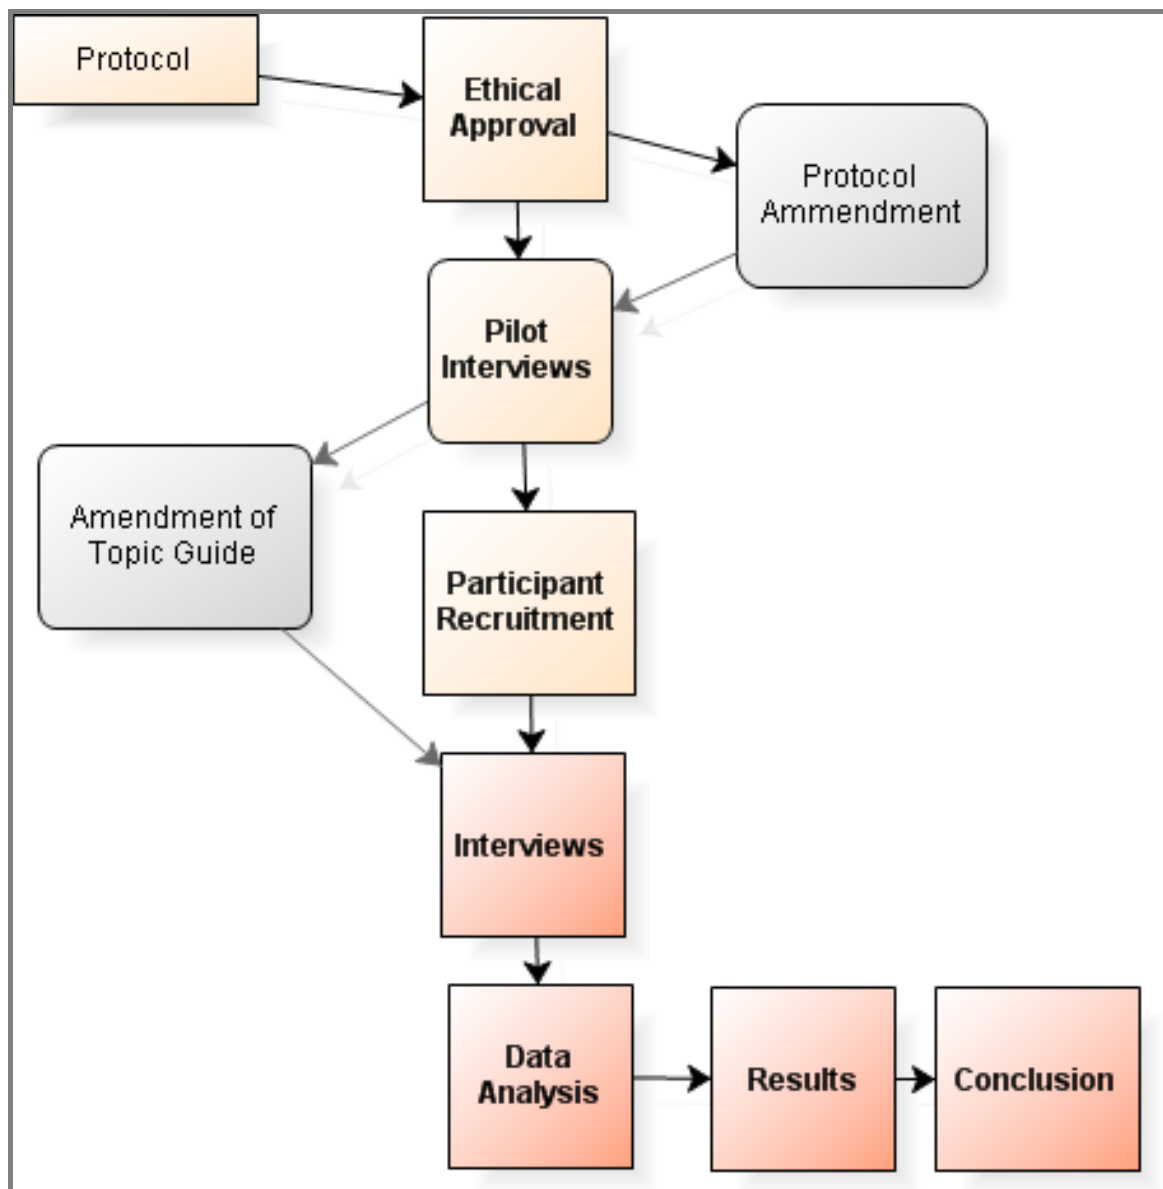 Protocol
Ethical
Approval
Protocol
Ammendment
Pilot
Interviews
Amendment of
Topic Guide
Participant
Recruitment
Interviews
Data
Analysis
Results
Conclusion